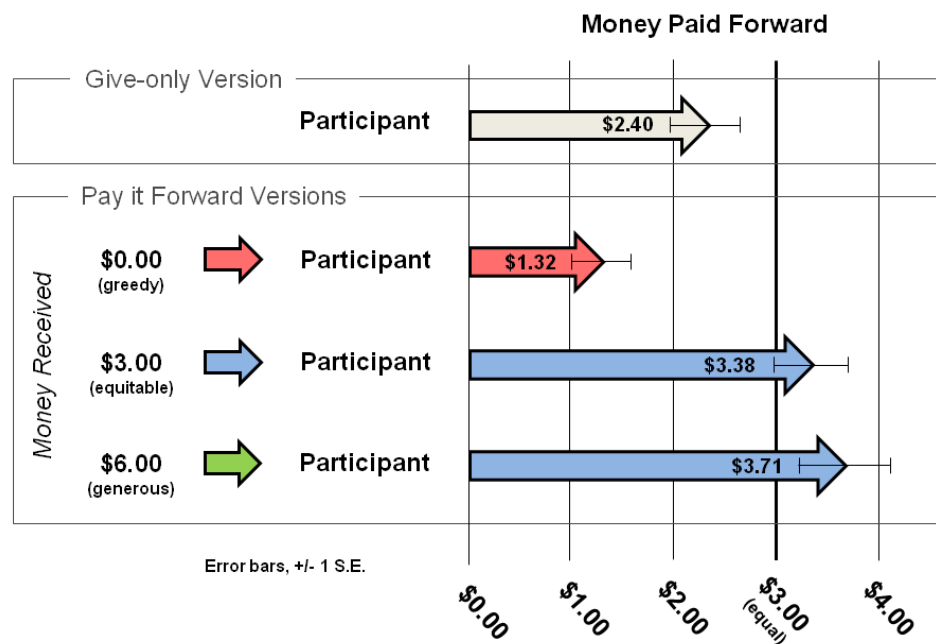 Money Paid Forward
Give-only Version
Participant
$2.40
Pay it Forward Versions
Money Received
$0.00
(greedy)
Participant
$1.32
$3.00
(equitable)
Participant
$3.38
$6.00
(generous)
Participant
$3.71
Error bars, +/- 1 S.E.
$0.00
$1.00
$2.00
$3.00
(equal)
$4.00